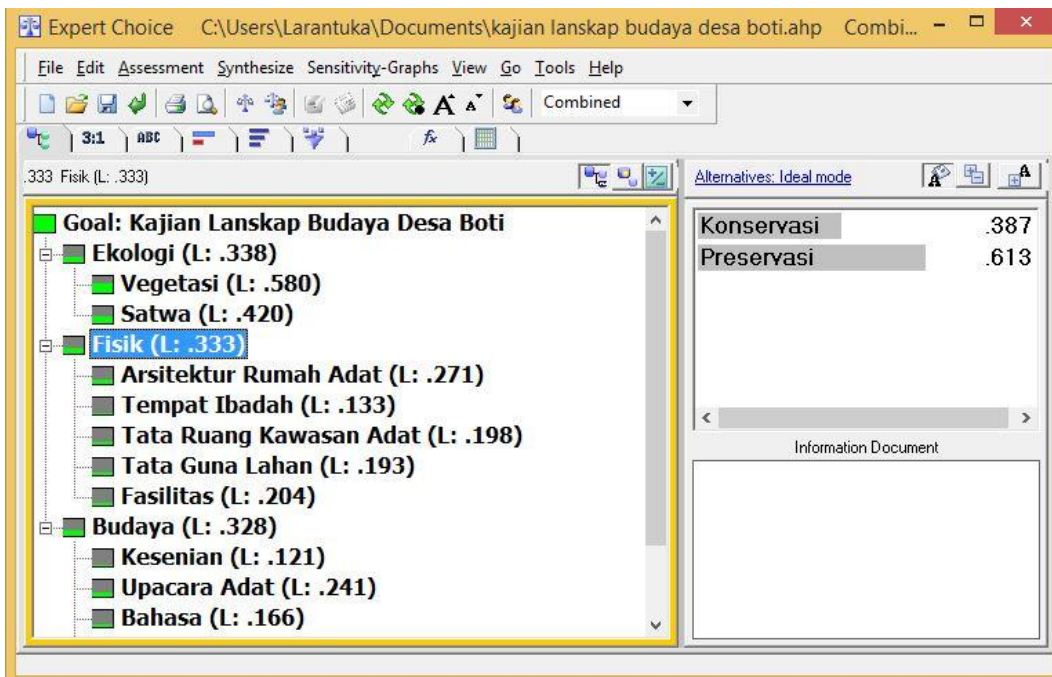 Expert Choice C:\Users\Larantuka\Documents\kajian lanskap budaya desa boti.ahp Combi...
File Edit Assessment Synthesize Sensitivity-Graphs View Go Tools Help
Combined
3:1 ABC fx
.333 Fisik (L: .333)
Alternatives: Ideal mode
Goal: Kajian Lanskap Budaya Desa Boti
Ekologi (L: .338)
Vegetasi (L: .580)
Satwa (L: .420)
Fisik (L: .333)
Arsitektur Rumah Adat (L: .271)
Tempat Ibadah (L: .133)
Tata Ruang Kawasan Adat (L: .198)
Tata Guna Lahan (L: .193)
Fasilitas (L: .204)
Budaya (L: .328)
Kesenian (L: .121)
Upacara Adat (L: .241)
Bahasa (L: .166)
Konservasi .387
Preservasi .613
Information Document